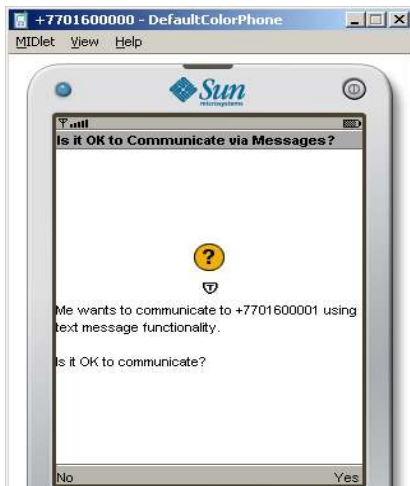 +7701600000 - DefaultColorPhone
MIDlet View Help
Sun
microsystems
Is it OK to Communicate via Messages?
?
Me wants to communicate to +7701600001 using
text message functionality.
Is it OK to communicate?
No Yes